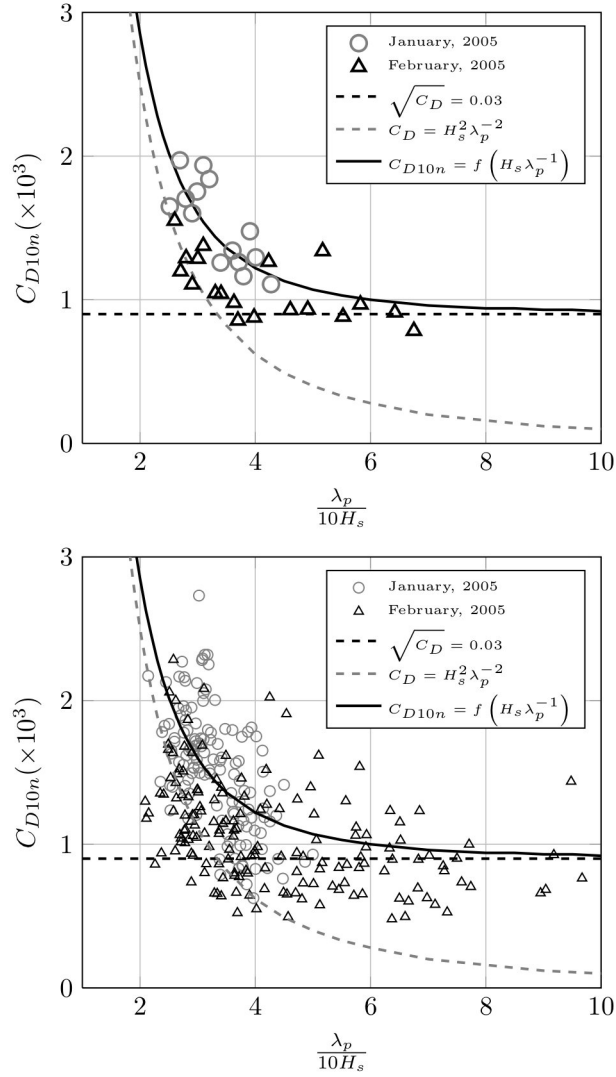 3
2
1
0
C_{D10n}(×10^3)
January, 2005
February, 2005
√C_D = 0.03
C_D = H_s^2 λ_p^{-2}
C_{D10n} = f (H_s λ_p^{-1})
2 4 6 8 10
λ_p
10H_s
3
2
1
0
C_{D10n}(×10^3)
January, 2005
February, 2005
√C_D = 0.03
C_D = H_s^2 λ_p^{-2}
C_{D10n} = f (H_s λ_p^{-1})
2 4 6 8 10
λ_p
10H_s